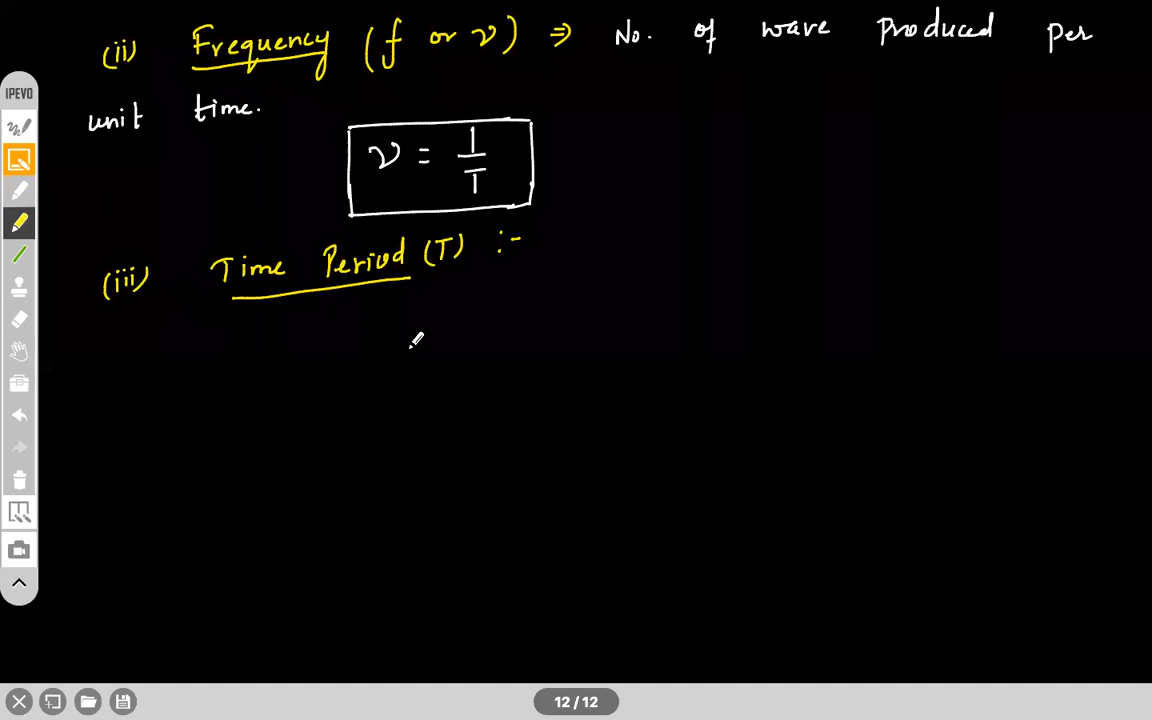 (ii) Frequency (f or ν) ⇒ No. of wave produced per
unit time.
ν = 1/T
(iii) Time Period (T) :-
IPEVO
12/12